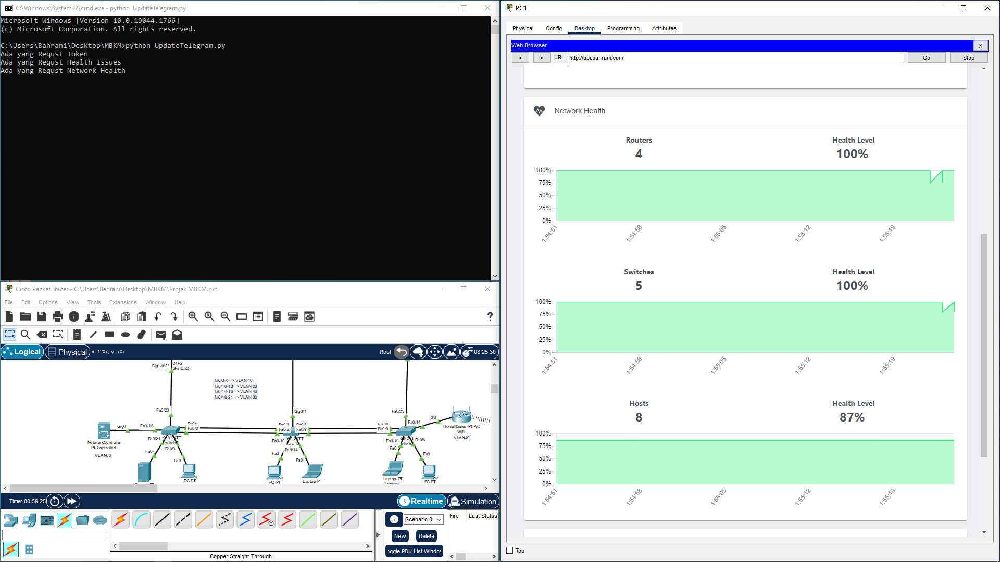 C:\Windows\System32\cmd.exe - python  UpdateTelegram.py
Microsoft Windows [Version 10.0.19044.1766]
(c) Microsoft Corporation. All rights reserved.
C:\Users\Bahrani\Desktop\MBKM>python UpdateTelegram.py
Ada yang Requst Token
Ada yang Requst Health Issues
Ada yang Requst Network Health
Cisco Packet Tracer - C:\Users\Bahrani\Desktop\MBKM\Projek MBKM.pkt
File Edit Options View Tools Extensions Window Help
?
Logical Physical x: 1207, y: 707 Root 08:25:30
24PS
Gig1/0/23 Switch2
fa0/3-6 => VLAN 10
fa0/10-13 => VLAN 20
fa0/14-16 => VLAN 40
fa0/18-21 => VLAN 60
Fa0/23 Gig0/1 Fa0/23
Gig0 Fa0/18 Fa0/2 Fa0/2 Fa0/9 Fa0/9 Fa0/14 0/0
HomeRouter-PT-AC
Wifi
VLAN40
NetworkController
PT-Controller0
VLAN60
Fa0/21 Fa0/3 Fa0/10 Fa0/14 Fa0/10 Fa0/6
Fa0 Fa0 Fa0 Fa0 Fa0 Fa0
PC-PT PC-PT Laptop-PT Laptop-PT PC-PT
Time: 00:59:25 Realtime Simulation
Scenario 0
New Delete
oggle PDU List Windo
Fire Last Status
Copper Straight-Through
PC1
Physical Config Desktop Programming Attributes
Web Browser X
< > URL http://api.bahrani.com Go Stop
Network Health
Routers Health Level
4 100%
100%
75%
50%
25%
0%
1:54:51 1:54:58 1:55:05 1:55:12 1:55:19
Switches Health Level
5 100%
100%
75%
50%
25%
0%
1:54:51 1:54:58 1:55:05 1:55:12 1:55:19
Hosts Health Level
8 87%
100%
75%
50%
25%
0%
1:54:51 1:54:58 1:55:05 1:55:12 1:55:19
Top